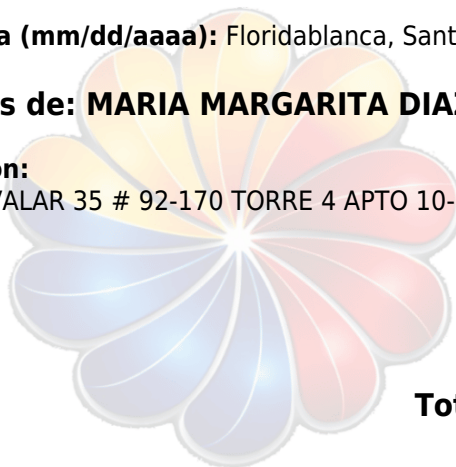 a (mm/dd/aaaa): Floridablanca, Sant
s de: MARIA MARGARITA DIA
on:
VALAR 35 # 92-170 TORRE 4 APTO 10-
Tot